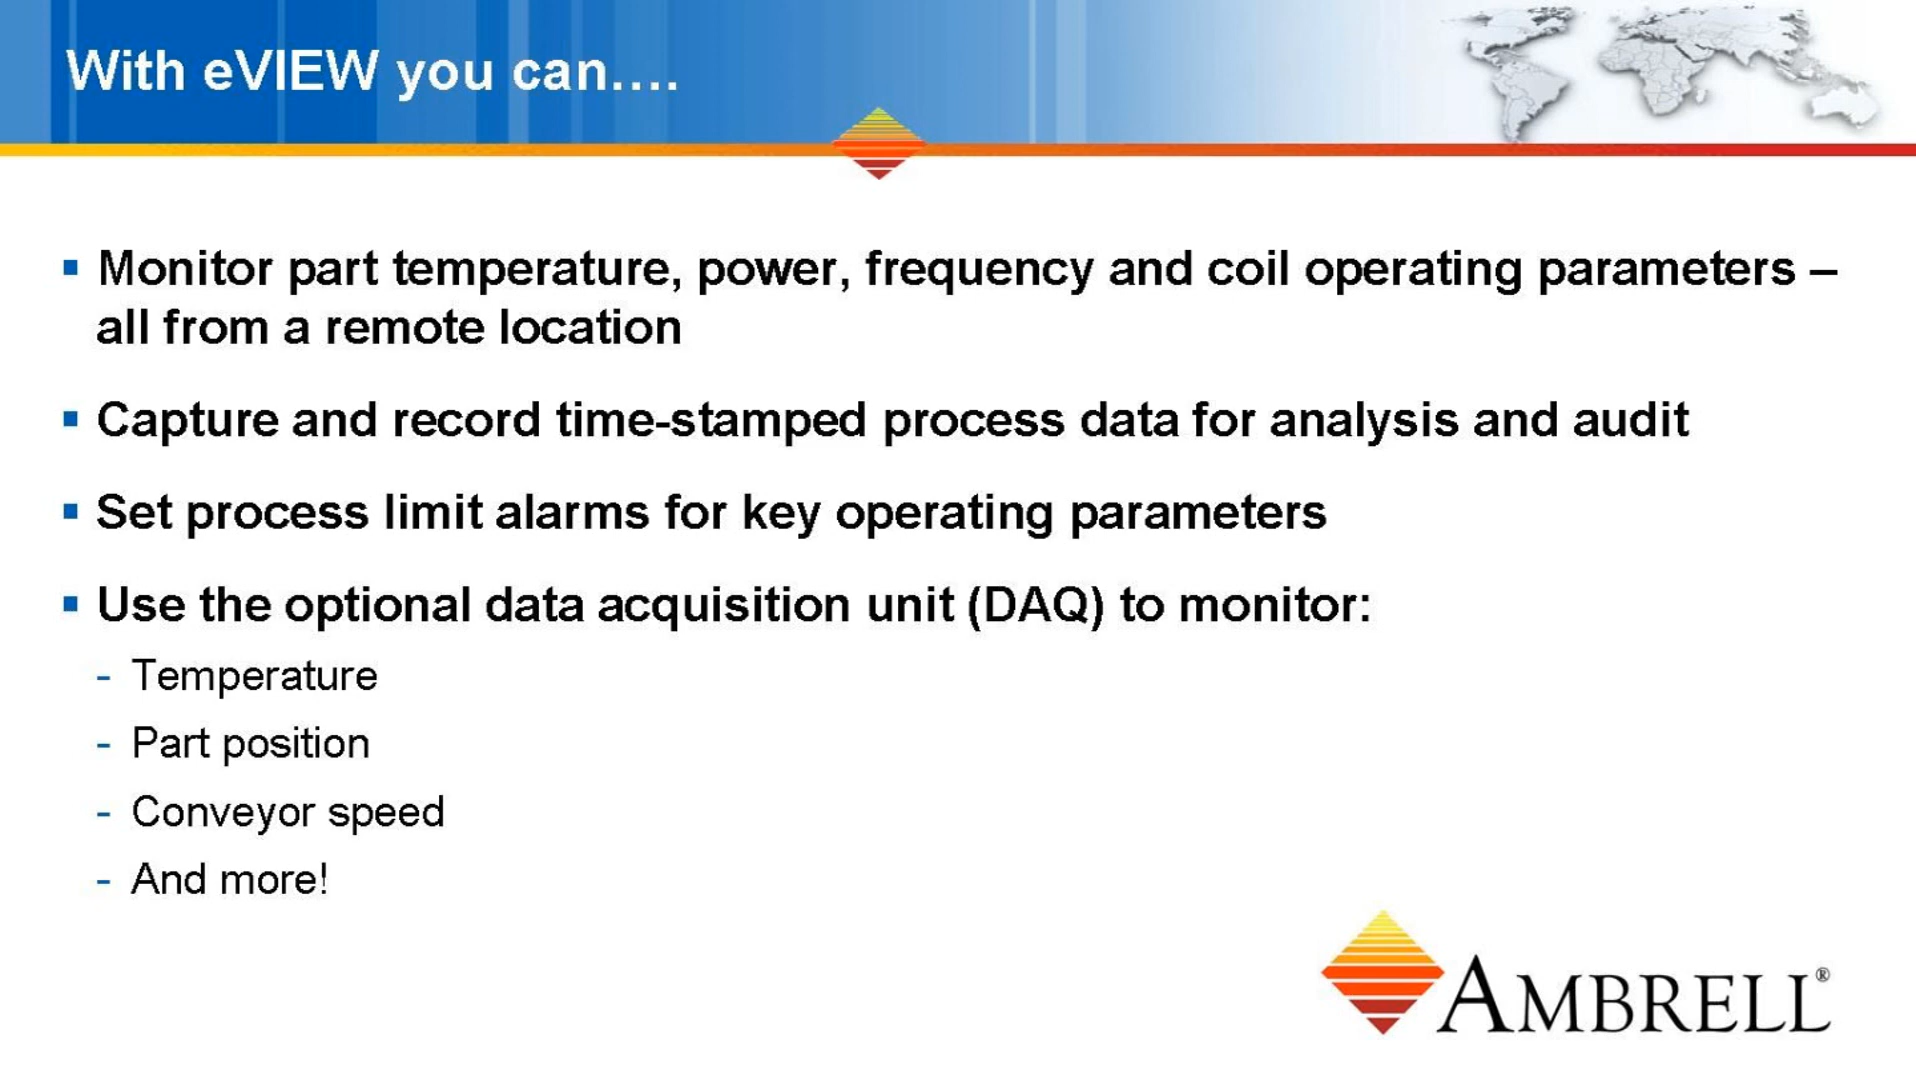 With eVIEW you can....
▪ Monitor part temperature, power, frequency and coil operating parameters –
all from a remote location
▪ Capture and record time-stamped process data for analysis and audit
▪ Set process limit alarms for key operating parameters
▪ Use the optional data acquisition unit (DAQ) to monitor:
- Temperature
- Part position
- Conveyor speed
- And more!
AMBRELL®